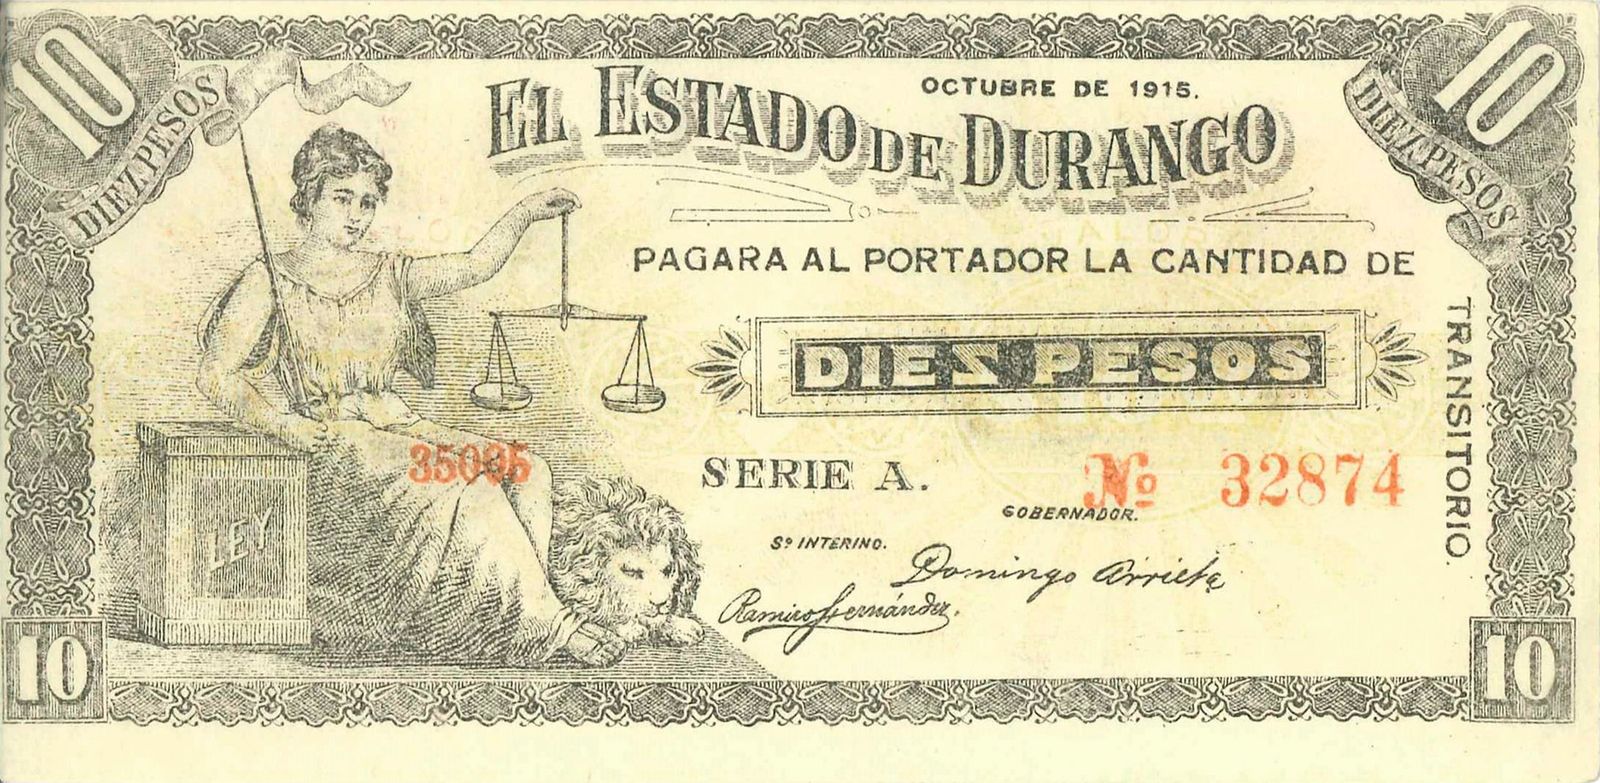 10
DIEZ PESOS
OCTUBRE DE 1915.
EL ESTADO DE DURANGO
10
DIEZ PESOS
PAGARA AL PORTADOR LA CANTIDAD DE
DIEZ PESOS
TRANSITORIO.
SERIE A. No 32874
GOBERNADOR.
Sº INTERINO.
Domingo Arrieta
Ramiro Hernández.
LEY
10
10